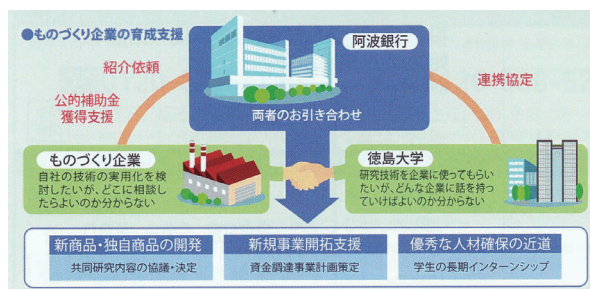 ●ものづくり企業の育成支援
阿波銀行
紹介依頼
公的補助金
獲得支援
連携協定
両者のお引き合わせ
ものづくり企業
自社の技術の実用化を検
討したいが、どこに相談し
たらよいのか分からない
徳島大学
研究技術を企業に使ってもらい
たいが、どんな企業に話を持っ
ていけばよいのか分からない
新商品・独自商品の開発
共同研究内容の協議・決定
新規事業開拓支援
資金調達事業計画策定
優秀な人材確保の近道
学生の長期インターンシップ